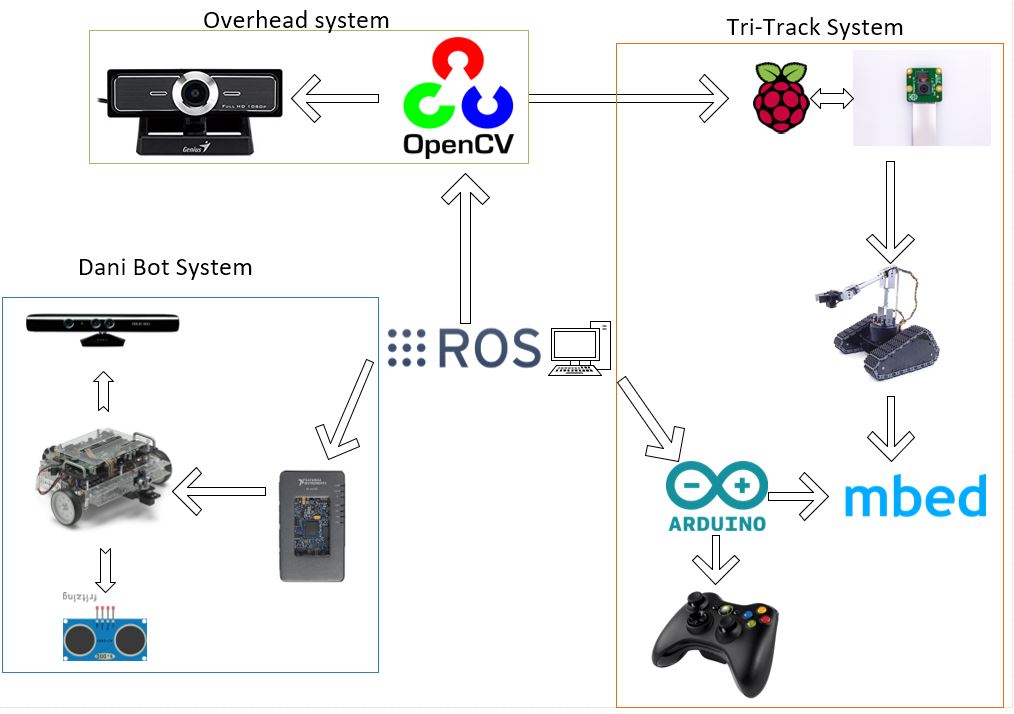 Overhead system
Tri-Track System
FULL HD 1080P
Genius
OpenCV
Dani Bot System
ROS
ARDUINO
mbed
fritzing